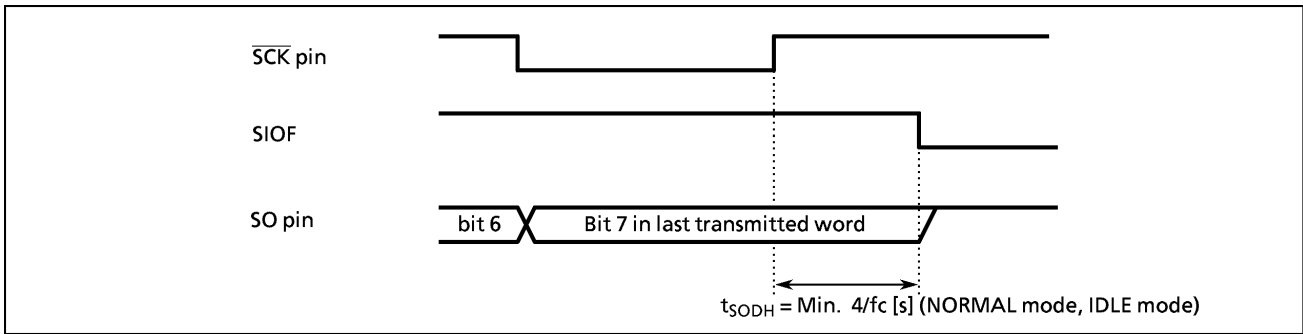 S̅C̅K̅ pin
SIOF
SO pin
bit 6
Bit 7 in last transmitted word
tSODH = Min. 4/fc [s] (NORMAL mode, IDLE mode)